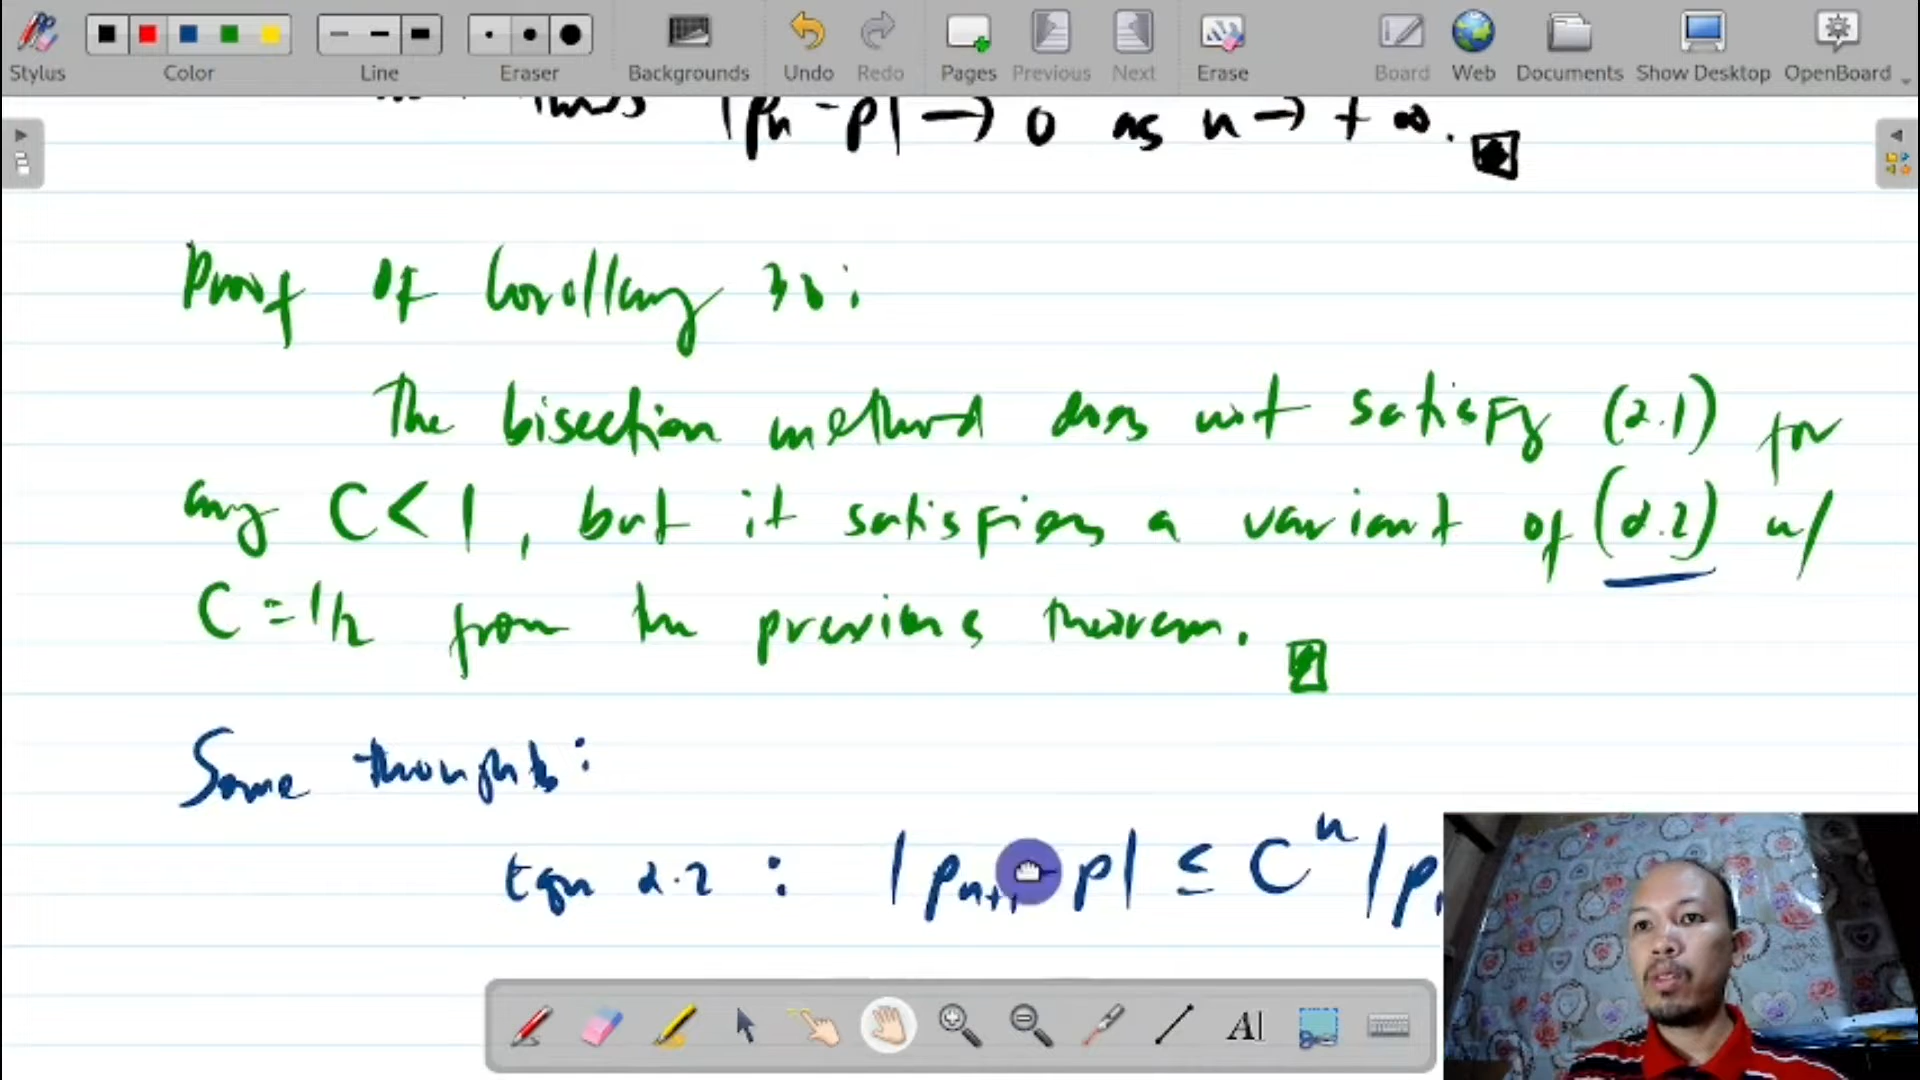 Stylus Color Line Eraser Backgrounds Undo Redo Pages Previous Next Erase Board Web Documents Show Desktop OpenBoard
thus |pn - p| → 0 as n → + ∞.
Proof of Corollary 38:
The bisection method does not satisfy (2.1) for
any C < 1, but it satisfies a variant of (2.2) w/
C = 1/2 from the previous theorem.
Some thoughts:
Eqn 2.2 : |pn+1 - p| ≤ C^n |p